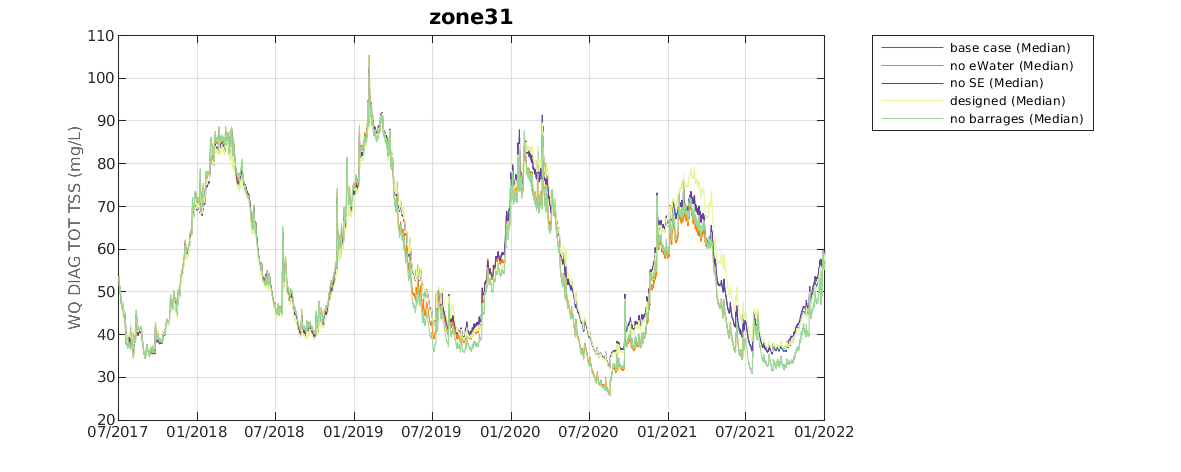 zone31
WQ DIAG TOT TSS (mg/L)
110
100
90
80
70
60
50
40
30
20
07/2017 01/2018 07/2018 01/2019 07/2019 01/2020 07/2020 01/2021 07/2021 01/2022
base case (Median)
no eWater (Median)
no SE (Median)
designed (Median)
no barrages (Median)